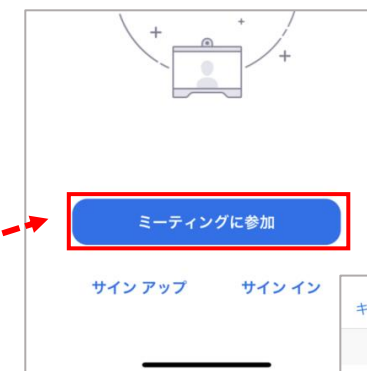 ミーティングに参加
サイン アップ サイン イン
キ